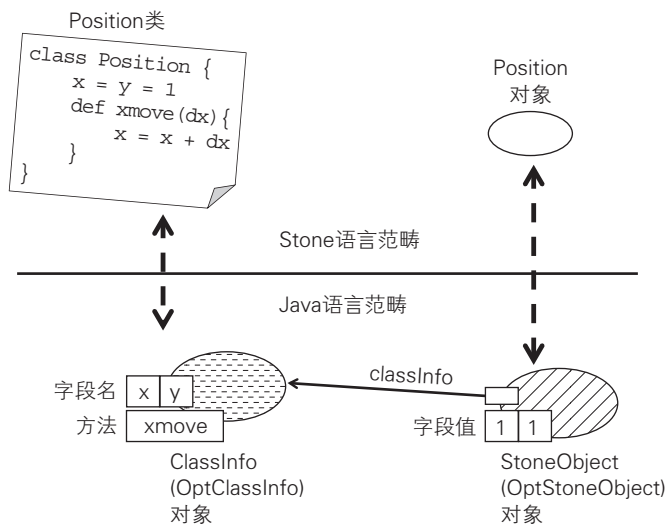 Position类
class Position {
x = y = 1
def xmove(dx){
x = x + dx
}
}
Position
对象
Stone语言范畴
Java语言范畴
classInfo
字段名 x y
方法 xmove
字段值 1 1
ClassInfo
(OptClassInfo)
对象
StoneObject
(OptStoneObject)
对象